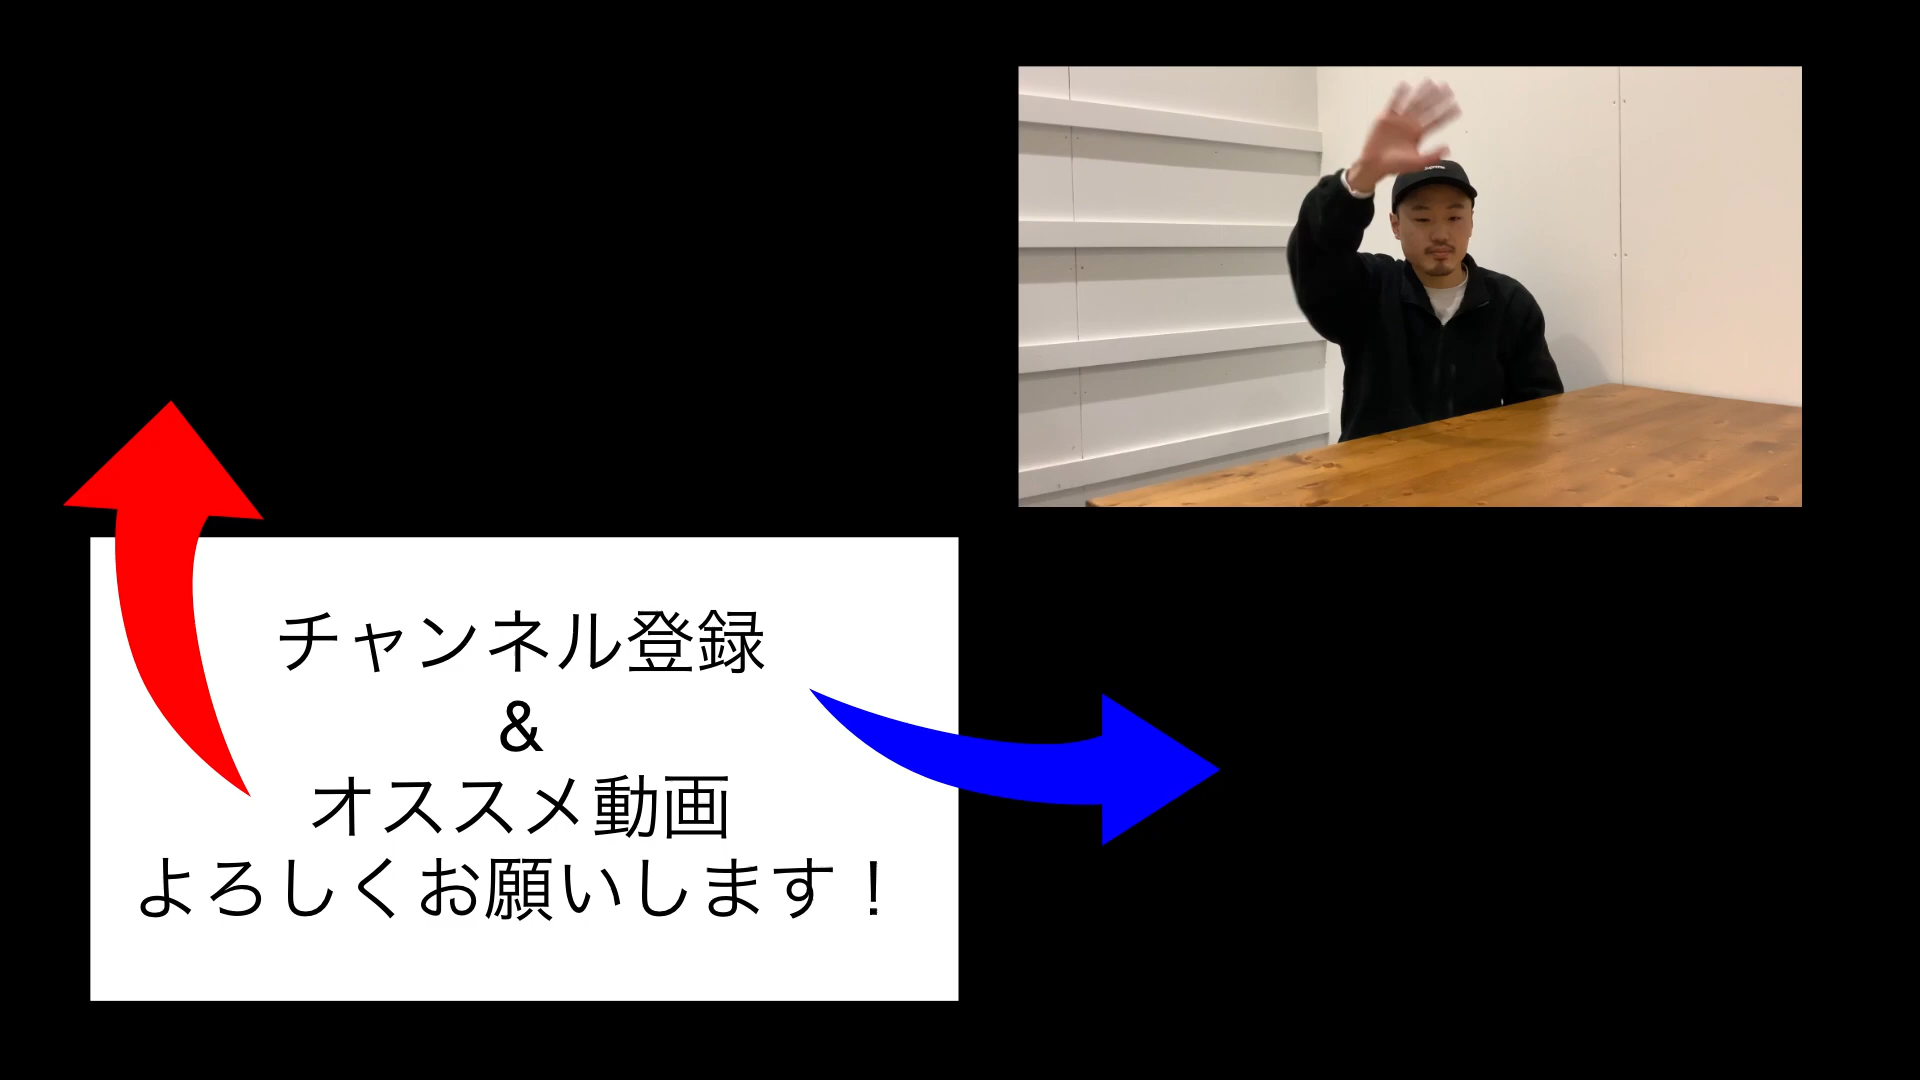 チャンネル登録
&
オススメ動画
よろしくお願いします！